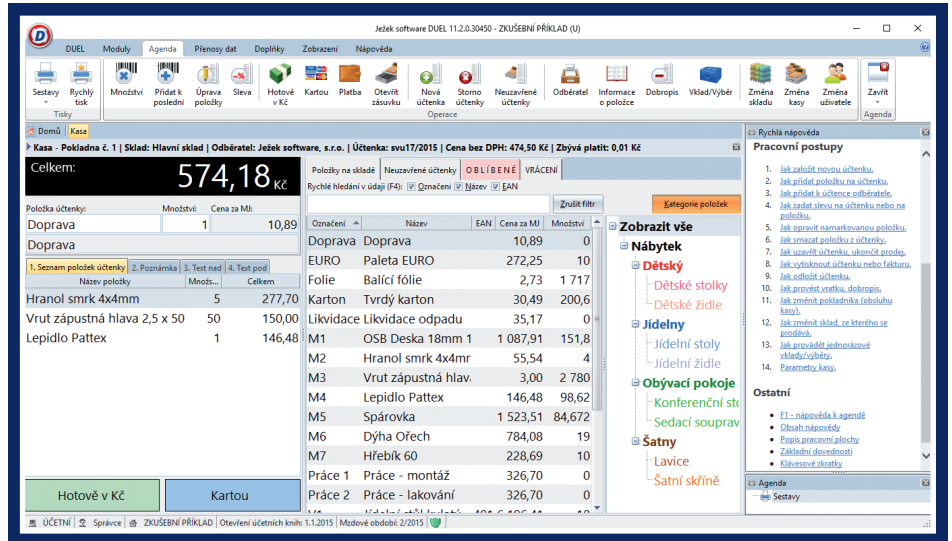 Ježek software DUEL 11.2.0.30450 - ZKUŠEBNÍ PŘÍKLAD (U)
DUEL Moduly Agenda Přenosy dat Doplňky Zobrazení Nápověda
Sestavy Rychlý tisk Množství Přidat k poslední Úprava položky Sleva Hotově v Kč Kartou Platba Otevřít zásuvku Nová účtenka Storno účtenky Neuzavřené účtenky Odběratel Informace o položce Dobropis Vklad/Výběr Změna skladu Změna kasy Změna uživatele Zavřít
Tisky Operace Agenda
Domů Kasa
Kasa - Pokladna č. 1 | Sklad: Hlavní sklad | Odběratel: Ježek software, s.r.o. | Účtenka: svu17/2015 | Cena bez DPH: 474,50 Kč | Zbývá platit: 0,01 Kč
Celkem: 574,18 Kč
Položka účtenky: Množství: Cena za MJ:
Doprava 1 10,89
Doprava
1. Seznam položek účtenky 2. Poznámka 3. Text nad 4. Text pod
Název položky Množs... Celkem
Hranol smrk 4x4mm 5 277,70
Vrut zápustná hlava 2,5 x 50 50 150,00
Lepidlo Pattex 1 146,48
Hotově v Kč Kartou
Položky na skladě Neuzavřené účtenky OBLÍBENÉ VRÁCENÍ
Rychlé hledání v údaji (F4): Označení Název EAN
Zrušit filtr Kategorie položek
Označení Název EAN Cena za MJ Množství
Doprava Doprava 10,89 0
EURO Paleta EURO 272,25 10
Folie Balící fólie 2,73 1 717
Karton Tvrdý karton 30,49 200,6
Likvidace Likvidace odpadu 35,17 0
M1 OSB Deska 18mm 1 1 087,91 151,8
M2 Hranol smrk 4x4mr 55,54 4
M3 Vrut zápustná hlav 3,00 2 780
M4 Lepidlo Pattex 146,48 98,62
M5 Spárovka 1 523,51 84,672
M6 Dýha Ořech 784,08 19
M7 Hřebík 60 228,69 10
Práce 1 Práce - montáž 326,70 0
Práce 2 Práce - lakování 326,70 0
Zobrazit vše
Nábytek
Dětský
Dětské stolky
Dětské židle
Jídelny
Jídelní stoly
Jídelní židle
Obývací pokoje
Konferenční sto
Sedací souprav
Šatny
Lavice
Šatní skříně
Rychlá nápověda
Pracovní postupy
1. Jak založit novou účtenku.
2. Jak přidat položku na účtenku.
3. Jak přidat k účtence odběratele.
4. Jak zadat slevu na účtenku nebo na
položku.
5. Jak opravit namarkovanou položku.
6. Jak smazat položku z účtenky.
7. Jak uzavřít účtenku, ukončit prodej.
8. Jak vytisknout účtenku nebo fakturu.
9. Jak odložit účtenku.
10. Jak provést vratku, dobropis.
11. Jak změnit pokladníka (obsluhu
kasy).
12. Jak změnit sklad, ze kterého se
prodává.
13. Jak provádět jednorázové
vklady/výběry.
14. Parametry kasy.
Ostatní
F1 - nápověda k agendě
Obsah nápovědy
Popis pracovní plochy
Základní dovednosti
Klávesové zkratky
Agenda
Sestavy
ÚČETNÍ Správce ZKUŠEBNÍ PŘÍKLAD Otevření účetních knih: 1.1.2015 Mzdové období 2/2015